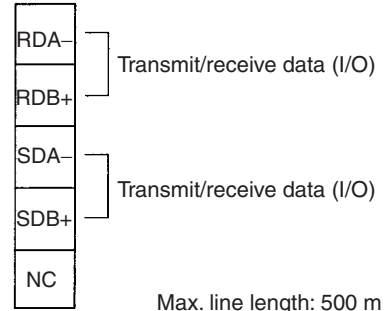 RDA−
Transmit/receive data (I/O)
RDB+
SDA−
Transmit/receive data (I/O)
SDB+
NC
Max. line length: 500 m